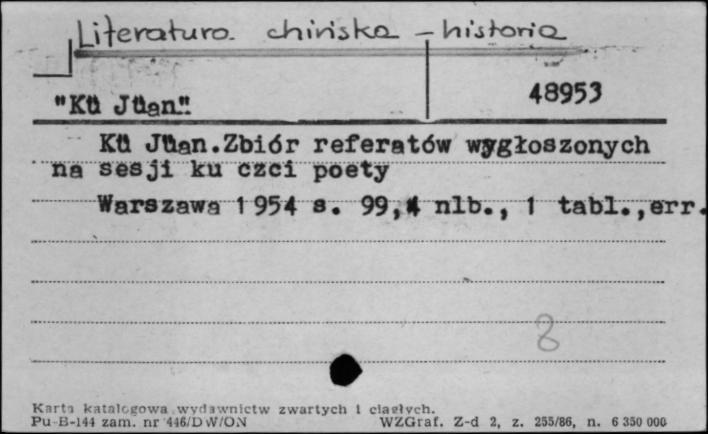 Literatura chińska - historia
48953
"Kü Jüan".
Kü Jüan.Zbiór referatów wygłoszonych
na sesji ku czci poety
Warszawa 1954 s. 99,4 nlb., 1 tabl.,err.
8
Karta katalogowa wydawnictw zwartych i ciągłych.
Pu-B-144 zam. nr 446/DW/ON WZGraf. Z-d 2, z. 255/86, n. 6 350 000